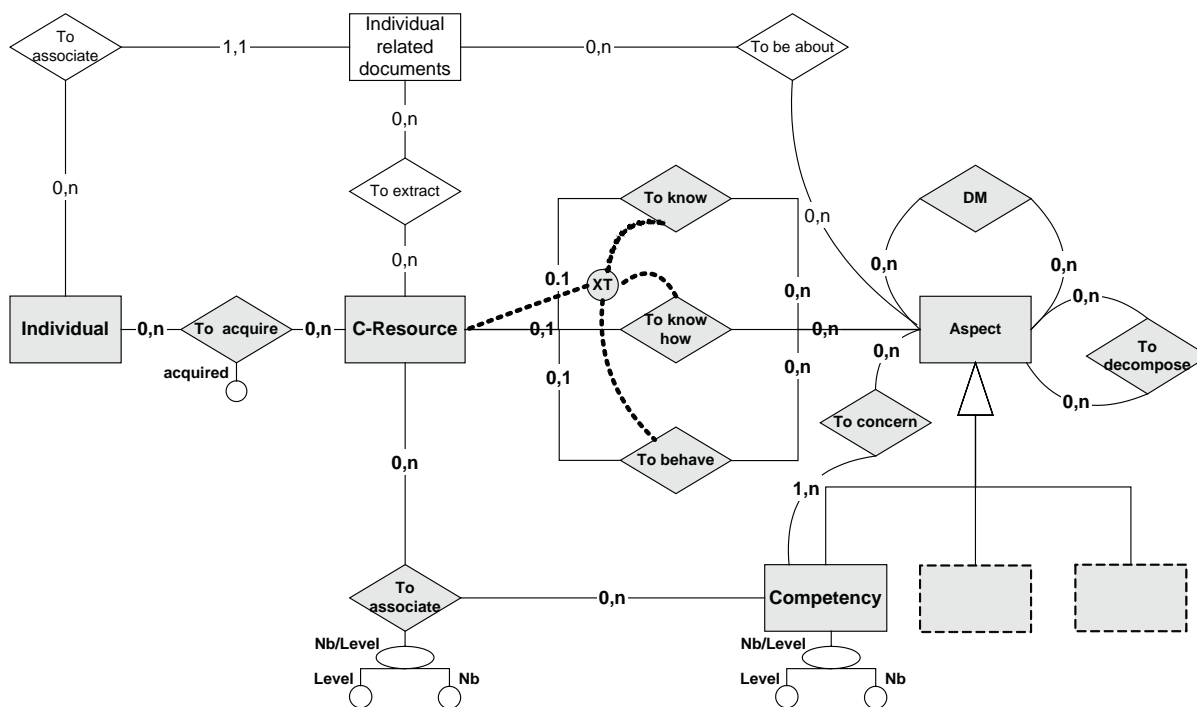 To
associate
1,1
Individual
related
documents
0,n
To be about
0,n
0,n
To extract
0,n
0,n
To know
DM
0,n
0,n
0,n
0.1
XT
0,n
0,n
Individual
0,n
To acquire
0,n
C-Resource
0,1
To know
how
0,n
Aspect
To
decompose
acquired
0,1
0,n
0,n
0,n
To concern
0,n
To behave
1,n
To
associate
0,n
Competency
Nb/Level
Level
Nb
Nb/Level
Level
Nb